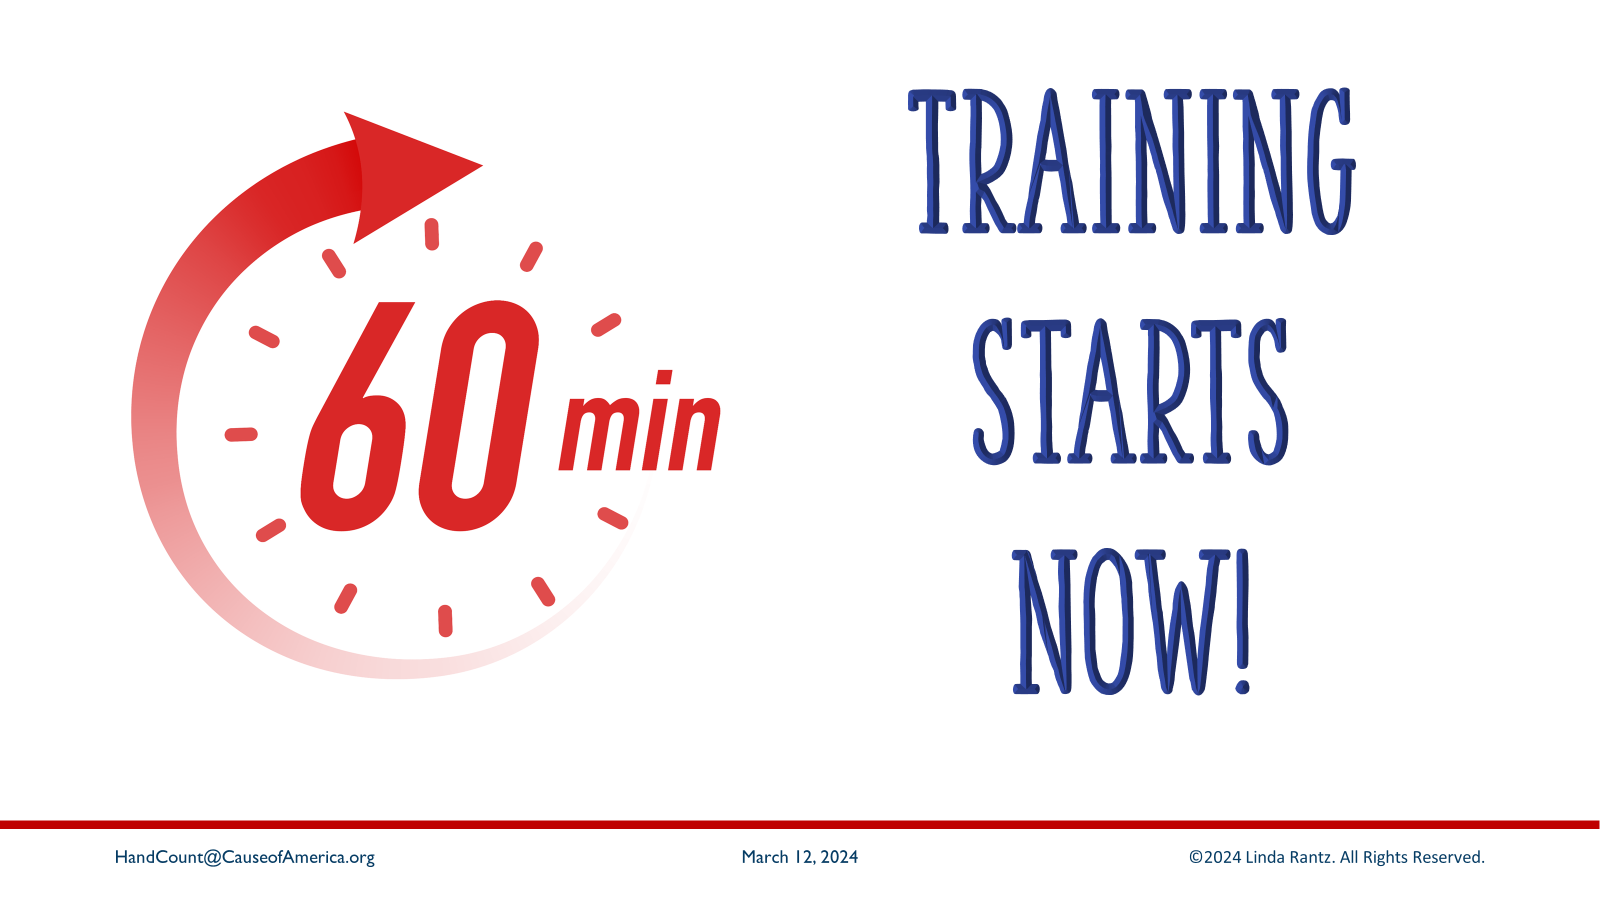 60 min
TRAINING
STARTS
NOW!
HandCount@CauseofAmerica.org
March 12, 2024
©2024 Linda Rantz. All Rights Reserved.